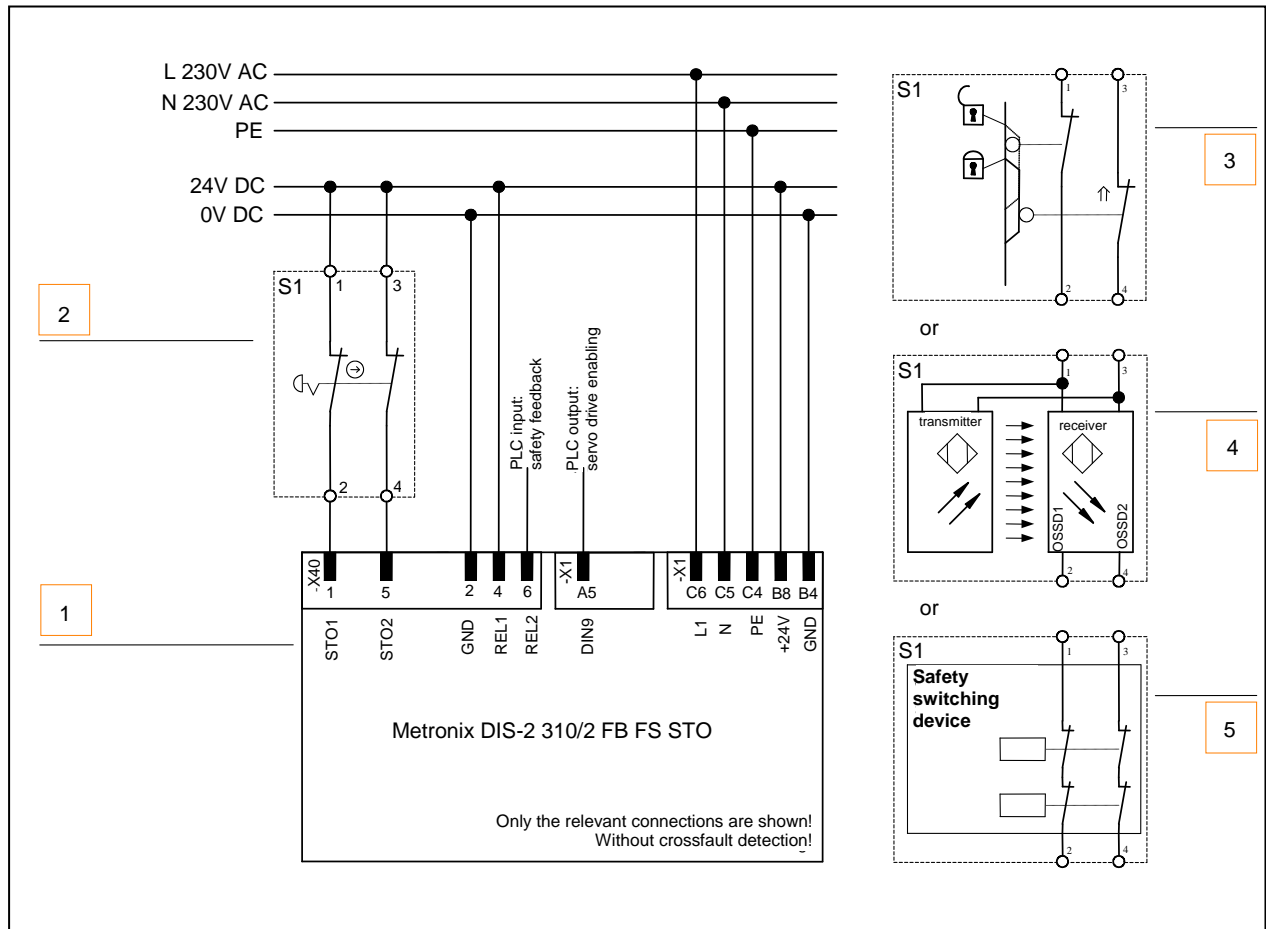 L 230V AC
N 230V AC
PE
24V DC
0V DC
S1
1
3
2
4
2
PLC input:
safety feedback
PLC output:
servo drive enabling
-X40
1
5
2
4
6
-X1
A5
-X1
C6
C5
C4
B8
B4
STO1
STO2
GND
REL1
REL2
DIN9
L1
N
PE
+24V
GND
1
Metronix DIS-2 310/2 FB FS STO
Only the relevant connections are shown!
Without crossfault detection!
S1
1
3
2
4
3
or
S1
1
3
transmitter
receiver
OSSD1
OSSD2
2
4
4
or
S1
1
3
Safety
switching
device
2
4
5